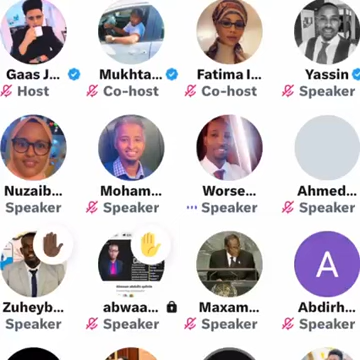 Gaas J... Mukhta... Fatima I... Yassin
Host Co-host Co-host Speaker
Nuzaib... Moham... Worse... Ahmed...
Speaker Speaker Speaker Speaker
Zuheyb... abwaa... Maxam... Abdirh...
Speaker Speaker Speaker Speaker
A